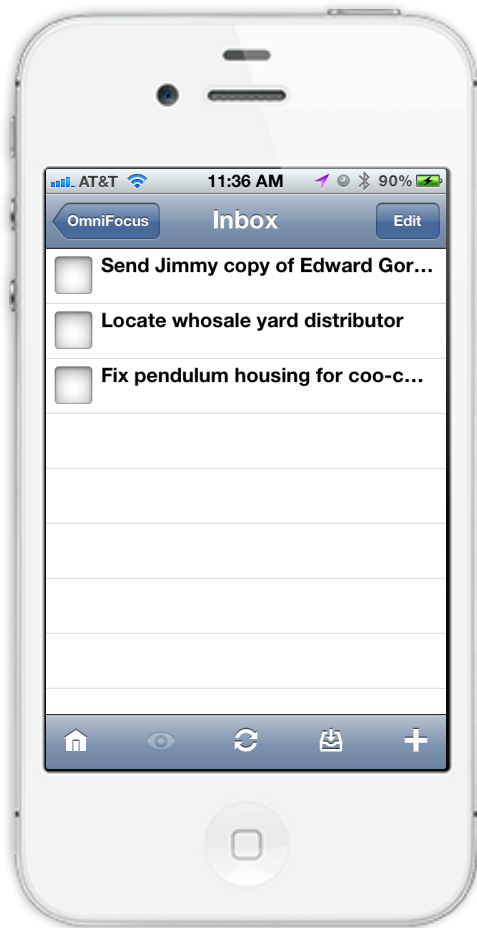 AT&T 11:36 AM 90%
OmniFocus Inbox Edit
Send Jimmy copy of Edward Gor...
Locate whosale yard distributor
Fix pendulum housing for coo-c...